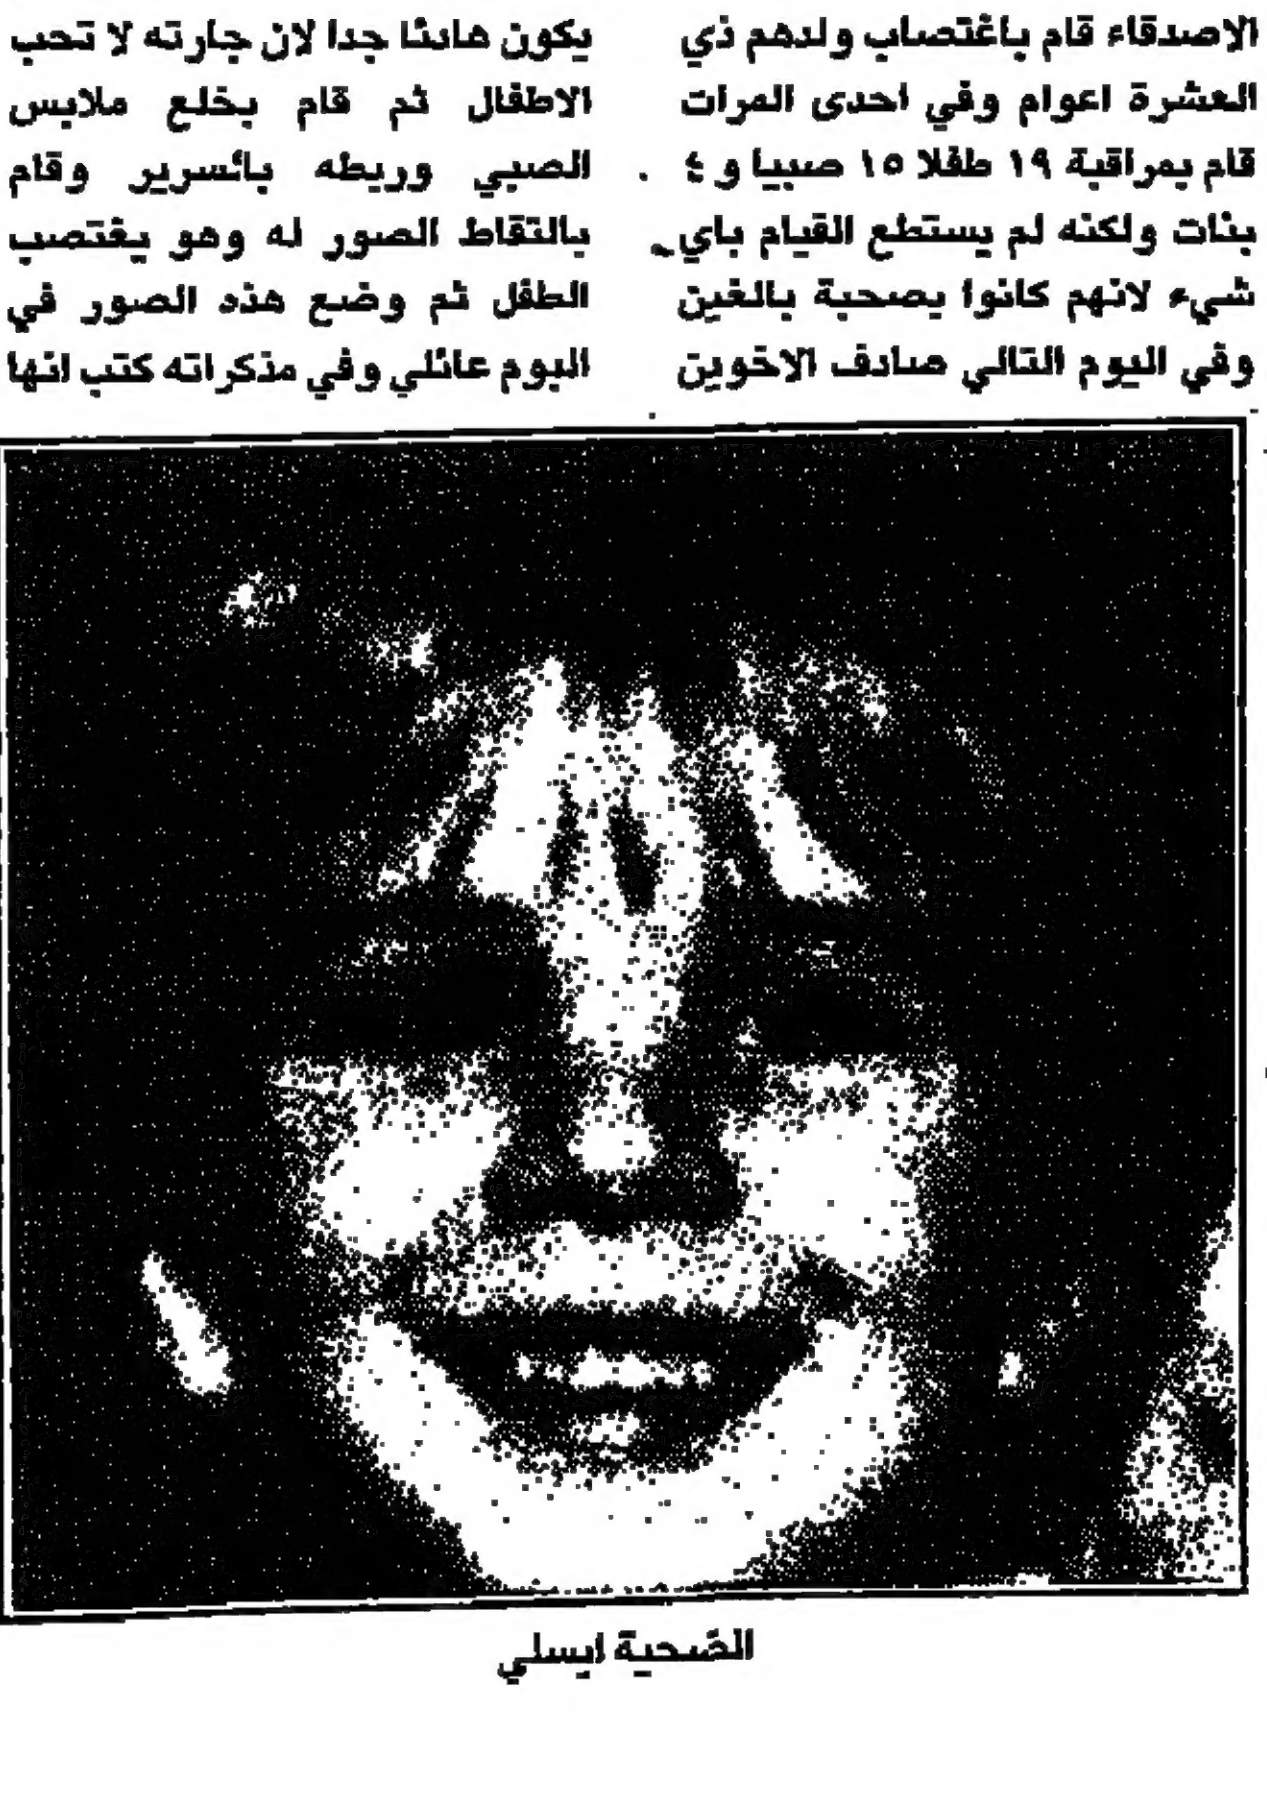 الاصدقاء قام باغتصاب ولدهم ذي
العشرة اعوام وفي احدى المرات
قام بمراقبة ١٩ طفلا ١٥ صبيا و ٤
بنات ولكنه لم يستطع القيام باي
شيء لانهم كانوا بصحبة بالغين
وفي اليوم التالي صادف الاخوين
يكون هادئا جدا لان جارته لا تحب
الاطفال ثم قام بخلع ملابس
الصبي وربطه بالسرير وقام
بالتقاط الصور له وهو يغتصب
الطفل ثم وضع هذه الصور في
البوم عائلي وفي مذكراته كتب انها
الضحية ايسلي